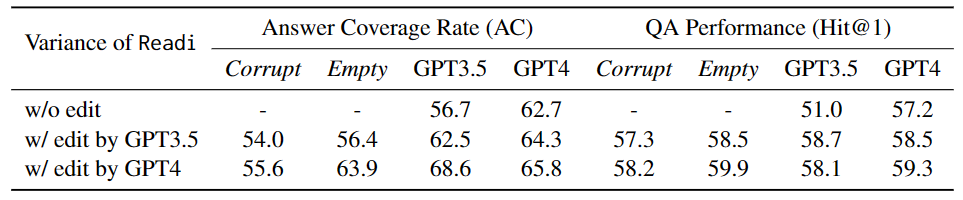 Variance of Readi Answer Coverage Rate (AC) QA Performance (Hit@1)
Corrupt Empty GPT3.5 GPT4 Corrupt Empty GPT3.5 GPT4
w/o edit - - 56.7 62.7 - - 51.0 57.2
w/ edit by GPT3.5 54.0 56.4 62.5 64.3 57.3 58.5 58.7 58.5
w/ edit by GPT4 55.6 63.9 68.6 65.8 58.2 59.9 58.1 59.3